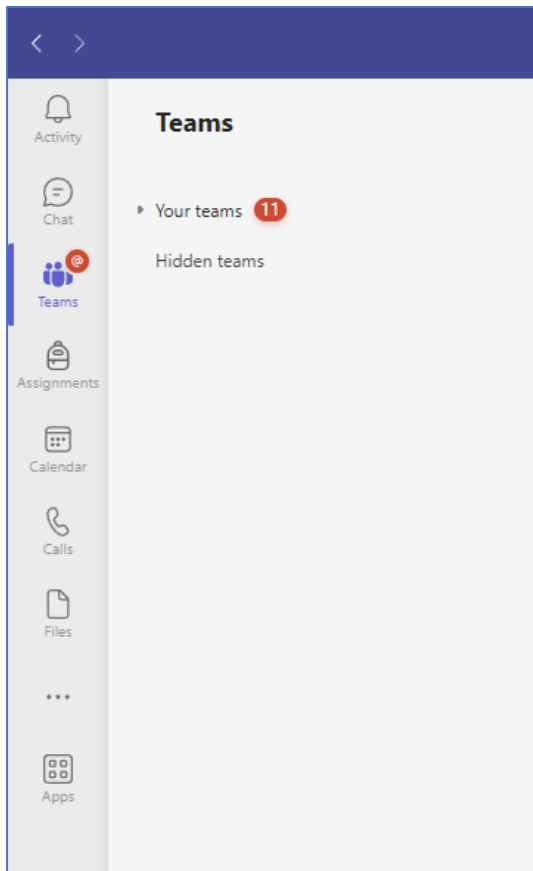 Activity
Chat
@
Teams
Assignments
Calendar
Calls
Files
Apps
Teams
Your teams 11
Hidden teams